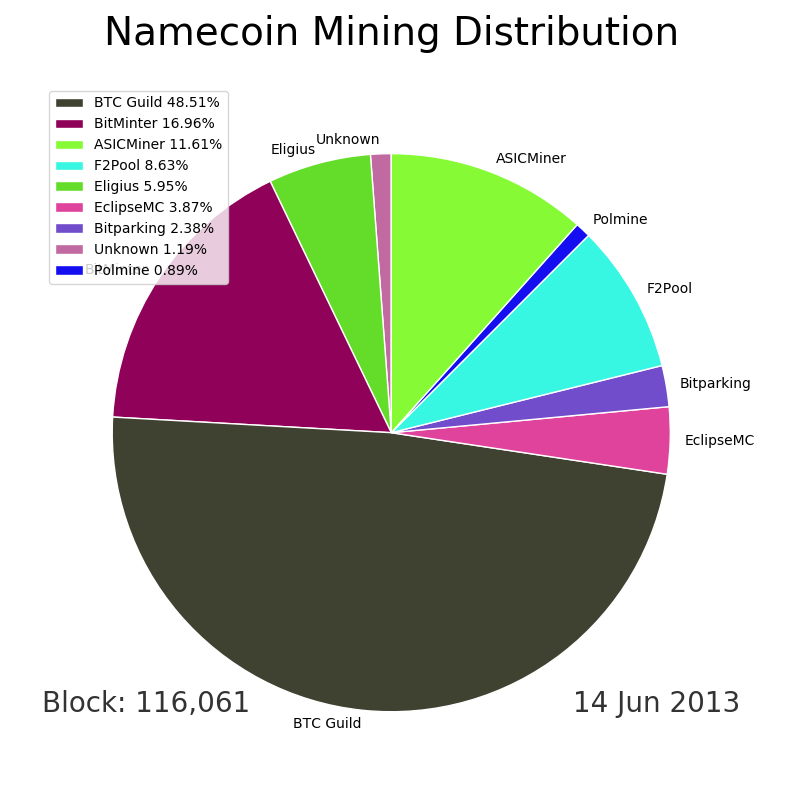 Namecoin Mining Distribution
BTC Guild 48.51%
BitMinter 16.96%
ASICMiner 11.61%
F2Pool 8.63%
Eligius 5.95%
EclipseMC 3.87%
Bitparking 2.38%
Unknown 1.19%
Polmine 0.89%
Unknown
Eligius
ASICMiner
Polmine
F2Pool
Bitparking
EclipseMC
BTC Guild
Block: 116,061
14 Jun 2013